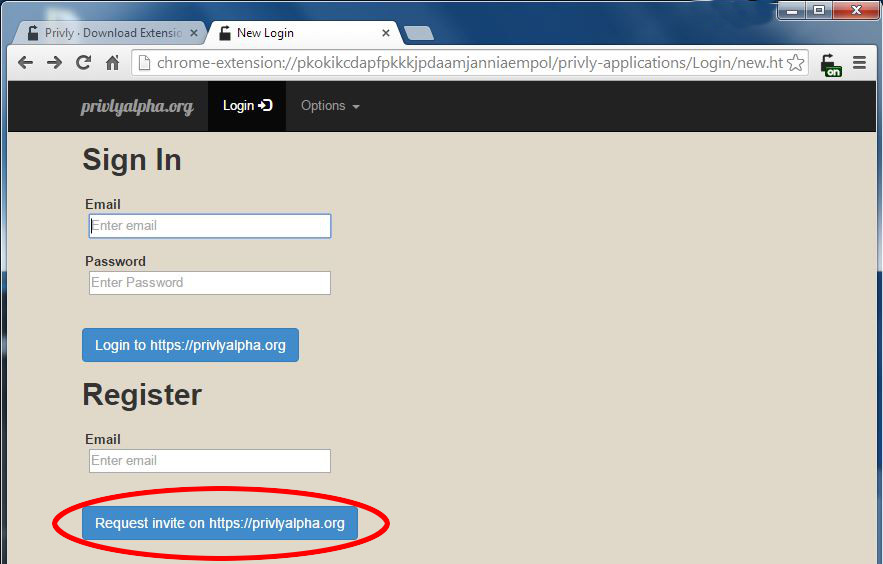 Privly · Download Extensio
New Login
chrome-extension://pkokikcdapfpkkkjpdaamjanniaempol/privly-applications/Login/new.ht
on
privlyalpha.org
Login
Options
Sign In
Email
Enter email
Password
Enter Password
Login to https://privlyalpha.org
Register
Email
Enter email
Request invite on https://privlyalpha.org